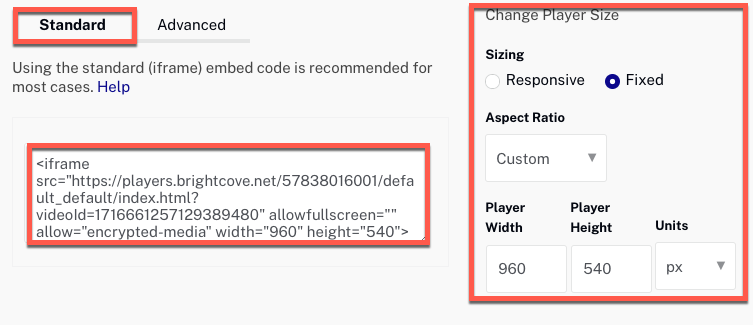 Standard
Advanced
Using the standard (iframe) embed code is recommended for
most cases. Help
<iframe
src="https://players.brightcove.net/57838016001/defa
ult_default/index.html?
videoId=1716661257129389480" allowfullscreen=""
allow="encrypted-media" width="960" height="540">
Change Player Size
Sizing
Responsive
Fixed
Aspect Ratio
Custom
Player
Width
Player
Height
Units
960
540
px